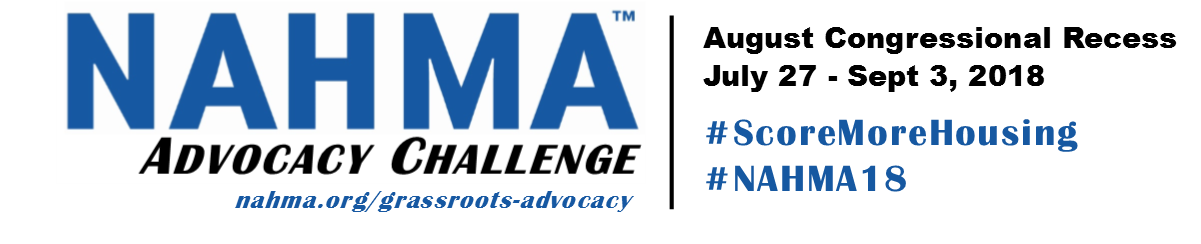 NAHMA™
ADVOCACY CHALLENGE
nahma.org/grassroots-advocacy
August Congressional Recess
July 27 - Sept 3, 2018
#ScoreMoreHousing
#NAHMA18